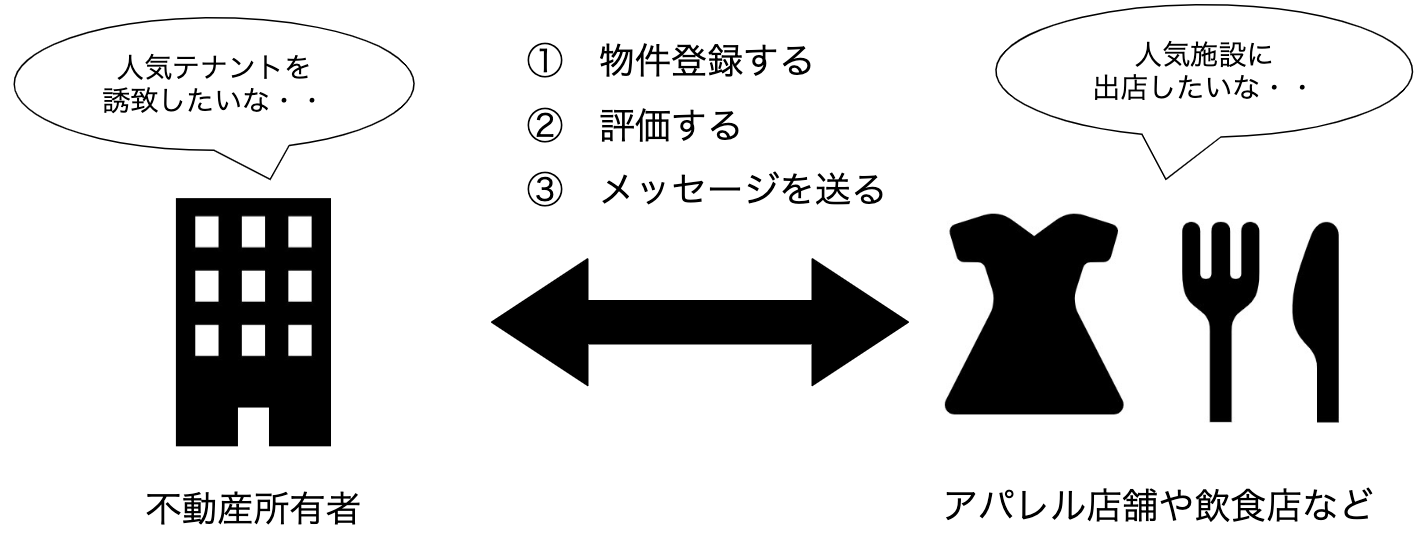 人気テナントを
誘致したいな・・
① 物件登録する
② 評価する
③ メッセージを送る
人気施設に
出店したいな・・
不動産所有者
アパレル店舗や飲食店など